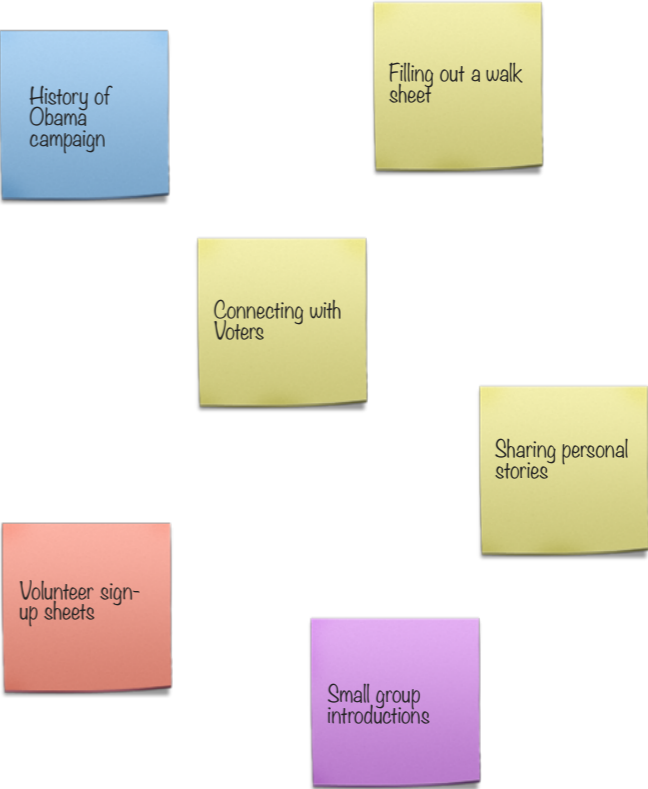 History of
Obama
campaign
Filling out a walk
sheet
Connecting with
Voters
Sharing personal
stories
Volunteer sign-
up sheets
Small group
introductions